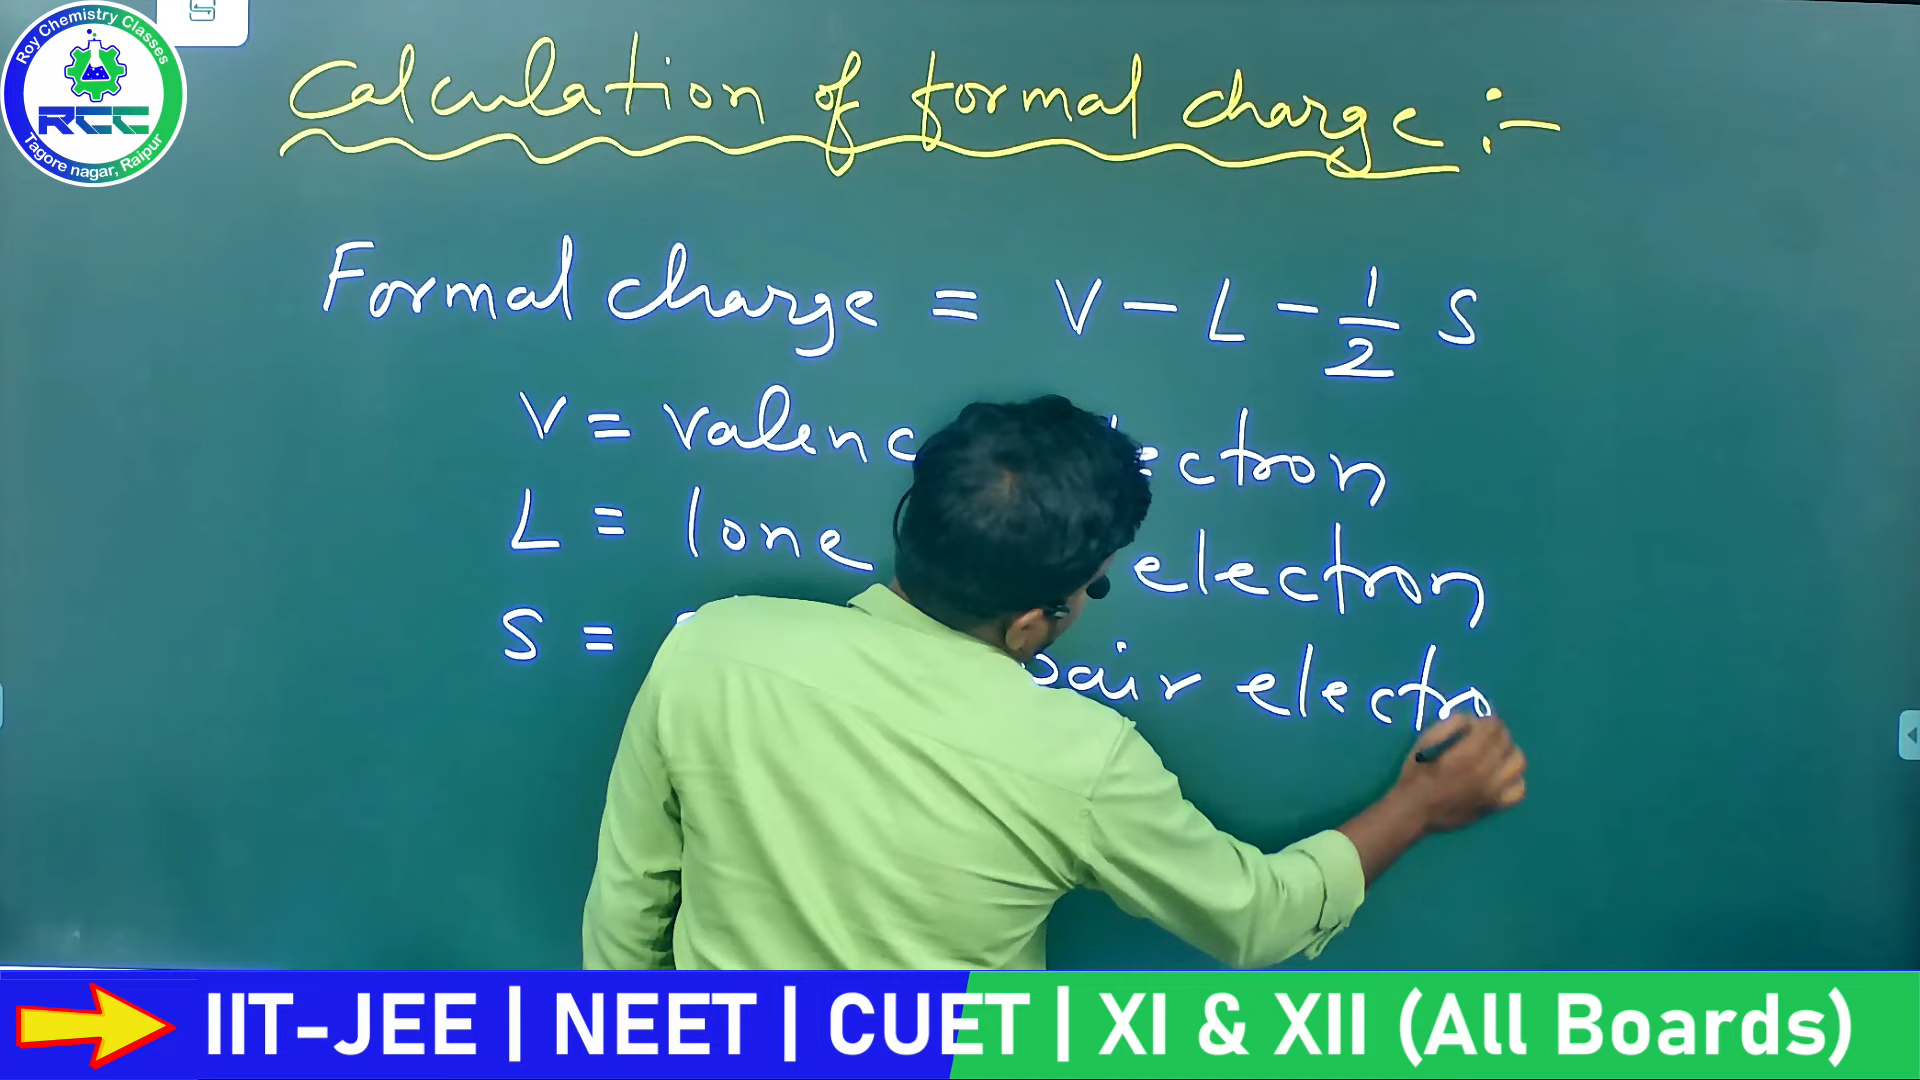 Roy Chemistry Classes
RCC
Tagore nagar, Raipur
Calculation of formal charge :-
Formal charge = V - L - 1/2 S
V = valenc ectron
L = lone electron
S = pair electro
IIT-JEE | NEET | CUET | XI & XII (All Boards)